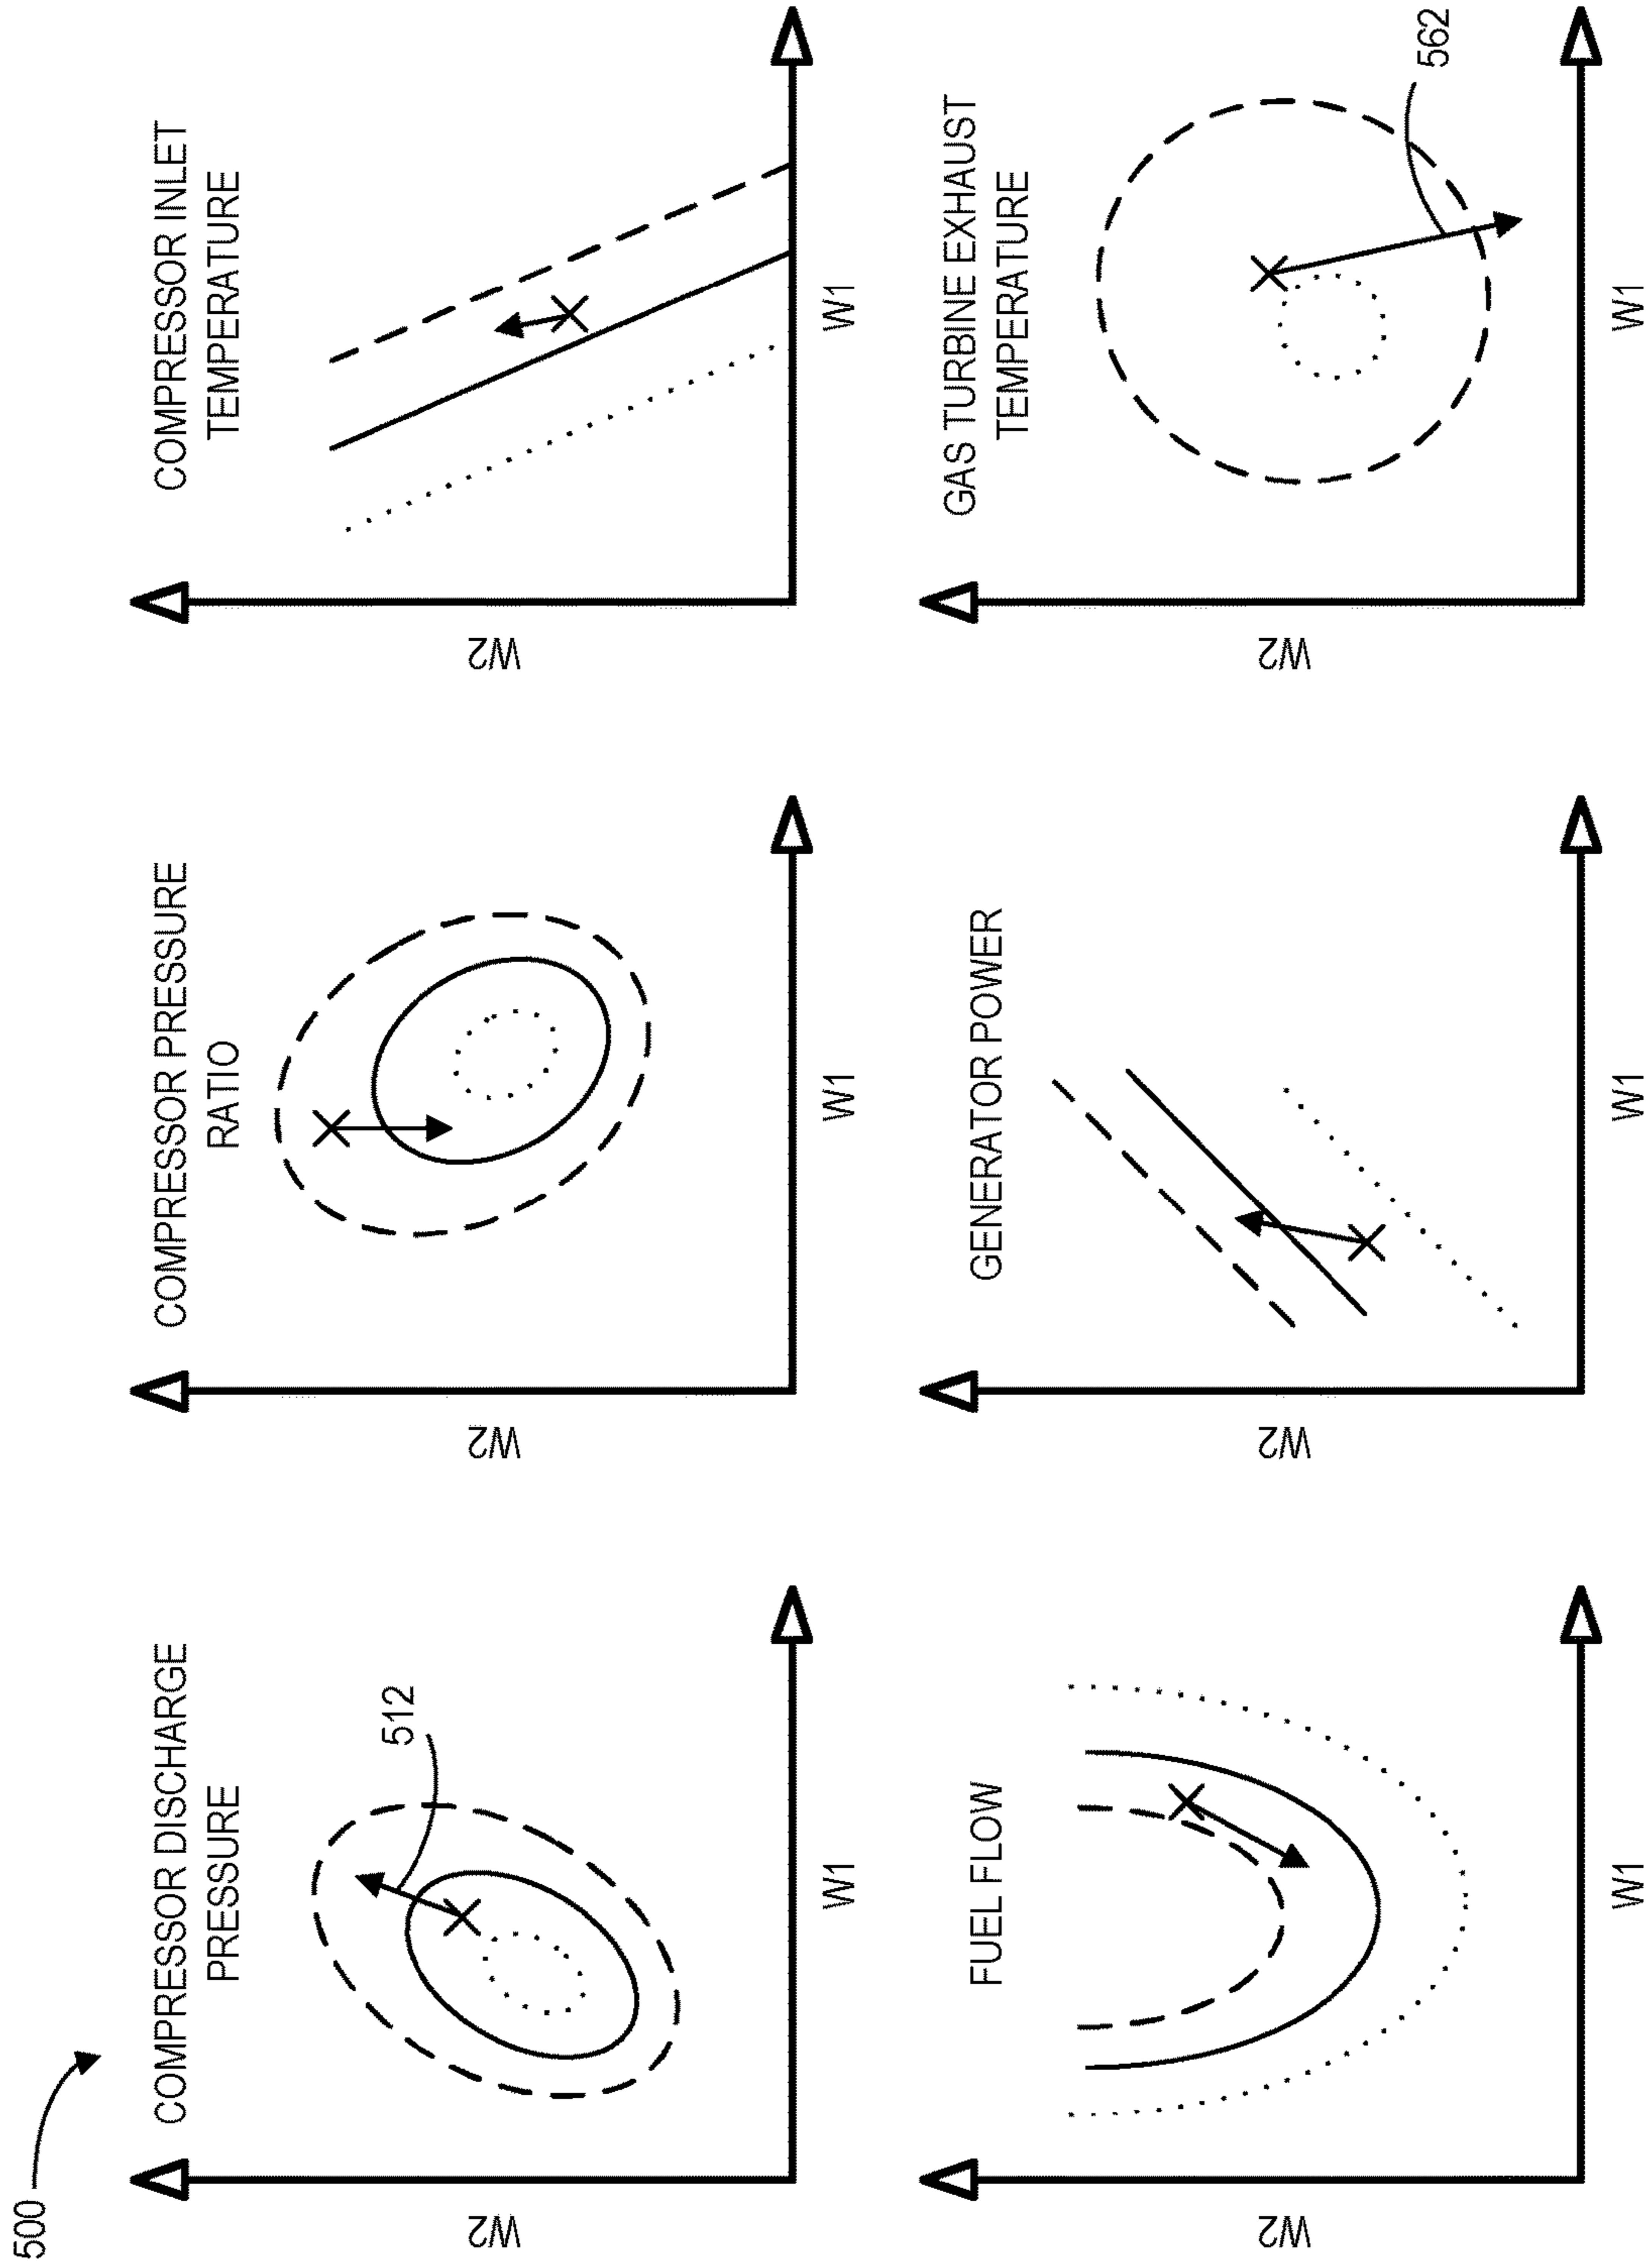 500
COMPRESSOR DISCHARGE
PRESSURE
512
W2
W1
COMPRESSOR PRESSURE
RATIO
W2
W1
COMPRESSOR INLET
TEMPERATURE
W2
W1
FUEL FLOW
W2
W1
GENERATOR POWER
W2
W1
GAS TURBINE EXHAUST
TEMPERATURE
562
W2
W1